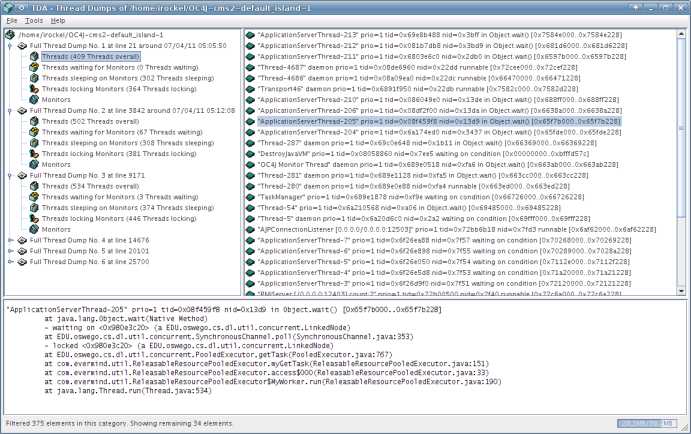 TDA - Thread Dumps of /home/irockel/OC4J~cms2~default_island~1
File Tools Help
/home/irockel/OC4J~cms2~default_island~1
Full Thread Dump No. 1 at line 21 around 07/04/11 05:05:50
Threads (409 Threads overall)
Threads waiting for Monitors (0 Threads waiting)
Threads sleeping on Monitors (302 Threads sleeping)
Threads locking Monitors (364 Threads locking)
Monitors
Full Thread Dump No. 2 at line 3842 around 07/04/11 05:12:08
Threads (502 Threads overall)
Threads waiting for Monitors (67 Threads waiting)
Threads sleeping on Monitors (308 Threads sleeping)
Threads locking Monitors (381 Threads locking)
Monitors
Full Thread Dump No. 3 at line 9171
Threads (534 Threads overall)
Threads waiting for Monitors (3 Threads waiting)
Threads sleeping on Monitors (374 Threads sleeping)
Threads locking Monitors (446 Threads locking)
Monitors
Full Thread Dump No. 4 at line 14676
Full Thread Dump No. 5 at line 20101
Full Thread Dump No. 6 at line 25700
"ApplicationServerThread-213" prio=1 tid=0x69e8b488 nid=0x3bff in Object.wait() [0x7584e000..0x7584e228]
"ApplicationServerThread-212" prio=1 tid=0x081b7db8 nid=0x3bd9 in Object.wait() [0x681d6000..0x681d6228]
"ApplicationServerThread-211" prio=1 tid=0x6803e6c0 nid=0x2db0 in Object.wait() [0x6597b000..0x6597b228]
"Thread-4687" daemon prio=1 tid=0x08de6960 nid=0x22dd runnable [0x72cee000..0x72cef228]
"Thread-4686" daemon prio=1 tid=0x08a09ea0 nid=0x22dc runnable [0x66470000..0x66471228]
"Transport46" daemon prio=1 tid=0x6891f950 nid=0x22db runnable [0x7582c000..0x7582d228]
"ApplicationServerThread-210" prio=1 tid=0x086049e0 nid=0x13de in Object.wait() [0x688ff000..0x688ff228]
"ApplicationServerThread-206" prio=1 tid=0x08df2f00 nid=0x13da in Object.wait() [0x6638a000..0x6638a228]
"ApplicationServerThread-205" prio=1 tid=0x08f459f8 nid=0x13d9 in Object.wait() [0x65f7b000..0x65f7b228]
"ApplicationServerThread-204" prio=1 tid=0x6a174ed0 nid=0x3437 in Object.wait() [0x65fde000..0x65fde228]
"Thread-287" daemon prio=1 tid=0x69c0e648 nid=0x1b11 in Object.wait() [0x66369000..0x66369228]
"DestroyJavaVM" prio=1 tid=0x08058860 nid=0x7ee5 waiting on condition [0x00000000..0xbfffd57c]
"OC4J Monitor Thread" daemon prio=1 tid=0x689e0518 nid=0xfa6 in Object.wait() [0x663ab000..0x663ab228]
"Thread-281" daemon prio=1 tid=0x689e1128 nid=0xfa5 in Object.wait() [0x663cc000..0x663cc228]
"Thread-280" daemon prio=1 tid=0x689e0e88 nid=0xfa4 runnable [0x663ed000..0x663ed228]
"TaskManager" prio=1 tid=0x689e1878 nid=0xf9e waiting on condition [0x66726000..0x66726228]
"Thread-54" prio=1 tid=0x6a210568 nid=0xa06 in Object.wait() [0x69485000..0x69485228]
"Thread-5" daemon prio=1 tid=0x6a20d6c0 nid=0x2a2 waiting on condition [0x69fff000..0x69fff228]
"AJPConnectionListener [0.0.0.0/0.0.0.0:12503]" prio=1 tid=0x72bb6b18 nid=0x7fd3 runnable [0x6af62000..0x6af62228]
"ApplicationServerThread-7" prio=1 tid=0x6f26ea88 nid=0x7f57 waiting on condition [0x70268000..0x70269228]
"ApplicationServerThread-5" prio=1 tid=0x6f26e896 nid=0x7f55 waiting on condition [0x70289000..0x7028a228]
"ApplicationServerThread-4" prio=1 tid=0x6f26e050 nid=0x7f54 waiting on condition [0x7112e000..0x7112f228]
"ApplicationServerThread-3" prio=1 tid=0x6f26e5d8 nid=0x7f53 waiting on condition [0x71a20000..0x71a21228]
"ApplicationServerThread-1" prio=1 tid=0x6f26d9f0 nid=0x7f51 waiting on condition [0x72120000..0x72121228]
"ApplicationServerThread-205" prio=1 tid=0x08f459f8 nid=0x13d9 in Object.wait() [0x65f7b000..0x65f7b228]
at java.lang.Object.wait(Native Method)
- waiting on <0x980e3c20> (a EDU.oswego.cs.dl.util.concurrent.LinkedNode)
at EDU.oswego.cs.dl.util.concurrent.SynchronousChannel.poll(SynchronousChannel.java:353)
- locked <0x980e3c20> (a EDU.oswego.cs.dl.util.concurrent.LinkedNode)
at EDU.oswego.cs.dl.util.concurrent.PooledExecutor.getTask(PooledExecutor.java:767)
at com.evermind.util.ReleasableResourcePooledExecutor.myGetTask(ReleasableResourcePooledExecutor.java:151)
at com.evermind.util.ReleasableResourcePooledExecutor.access$000(ReleasableResourcePooledExecutor.java:33)
at com.evermind.util.ReleasableResourcePooledExecutor$MyWorker.run(ReleasableResourcePooledExecutor.java:190)
at java.lang.Thread.run(Thread.java:534)
Filtered 375 elements in this category. Showing remaining 34 elements.